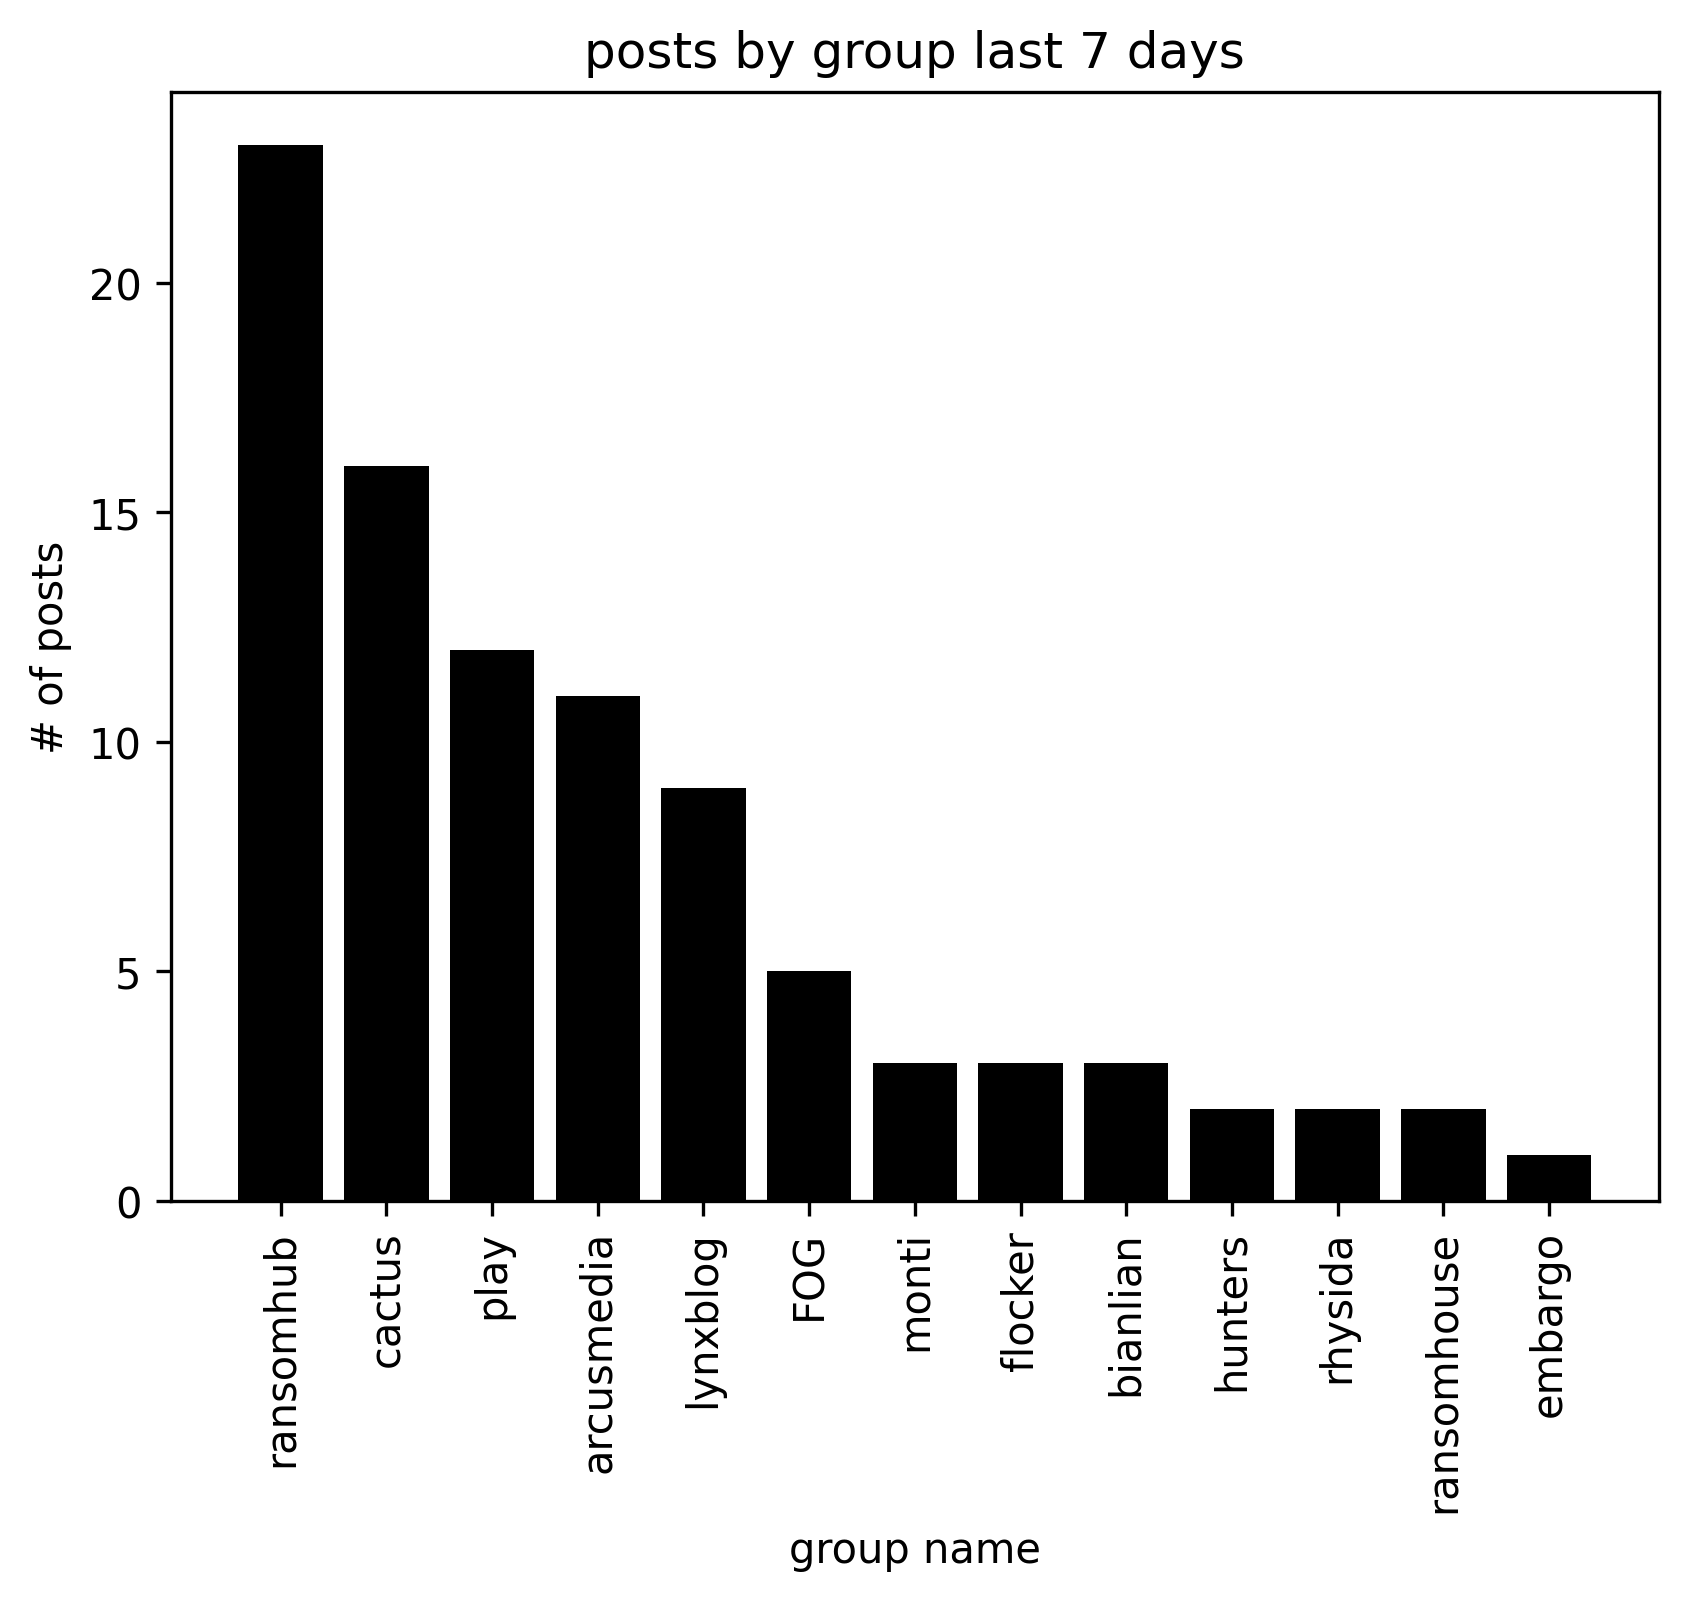 posts by group last 7 days
# of posts
20
15
10
5
0
ransomhub
cactus
play
arcusmedia
lynxblog
FOG
monti
flocker
bianlian
hunters
rhysida
ransomhouse
embargo
group name